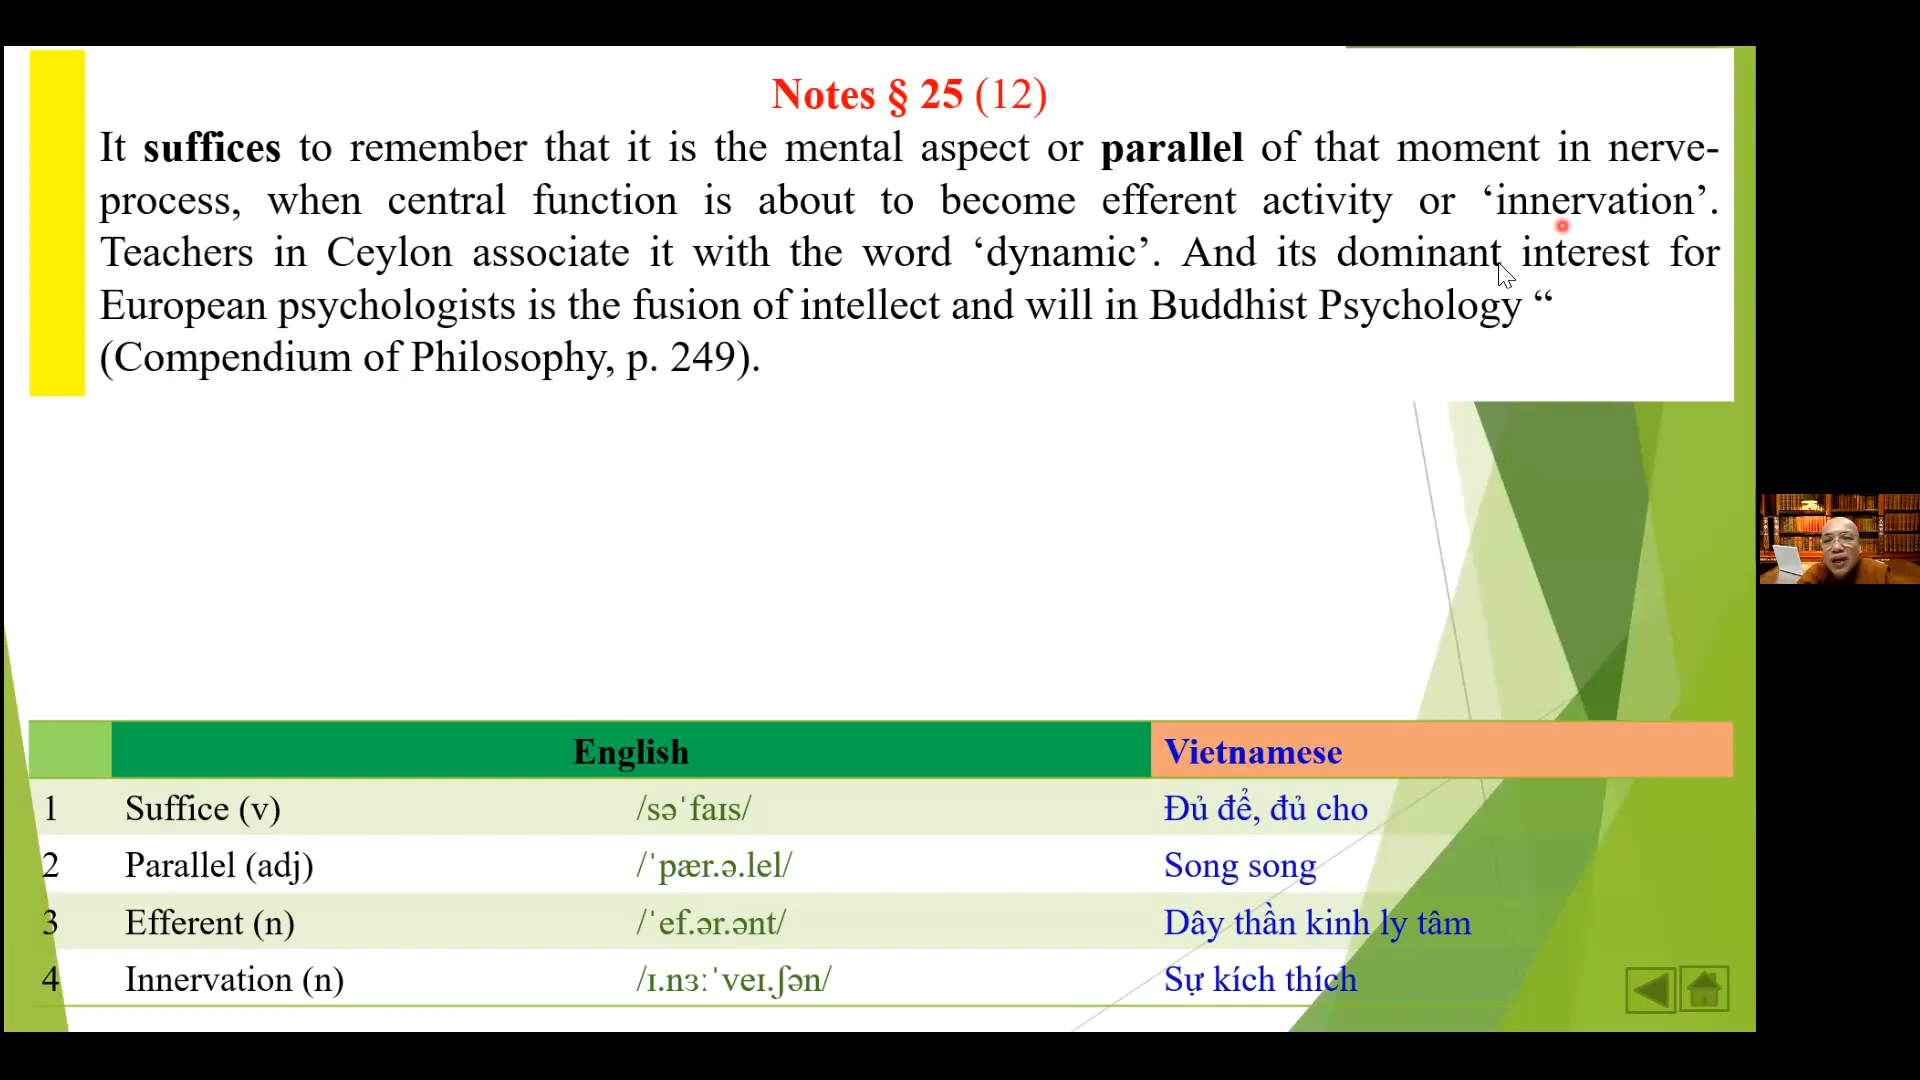 Notes § 25 (12)
It suffices to remember that it is the mental aspect or parallel of that moment in nerve-
process, when central function is about to become efferent activity or ‘innervation’.
Teachers in Ceylon associate it with the word ‘dynamic’. And its dominant interest for
European psychologists is the fusion of intellect and will in Buddhist Psychology “
(Compendium of Philosophy, p. 249).
English Vietnamese
1 Suffice (v) /səˈfaɪs/ Đủ để, đủ cho
2 Parallel (adj) /ˈpær.ə.lel/ Song song
3 Efferent (n) /ˈef.ər.ənt/ Dây thần kinh ly tâm
4 Innervation (n) /ɪ.nɜːˈveɪ.ʃən/ Sự kích thích